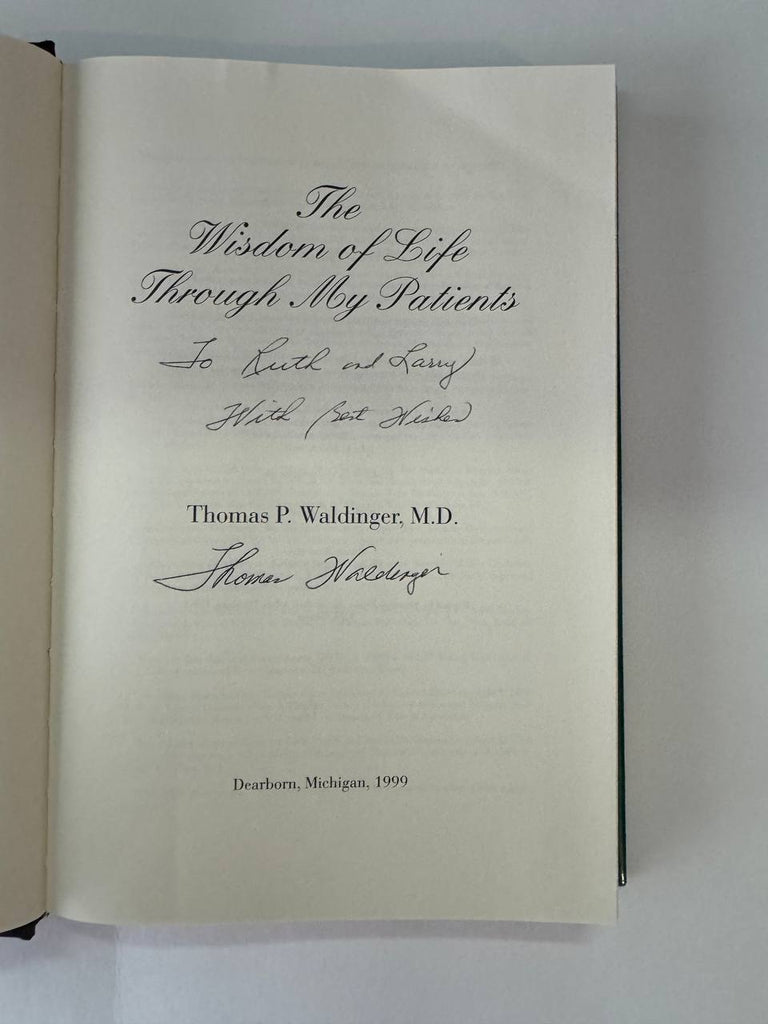 The
Wisdom of Life
Through My Patients
To Ruth and Larry
With Best Wishes
Thomas P. Waldinger, M.D.
Thomas Waldinger
Dearborn, Michigan, 1999